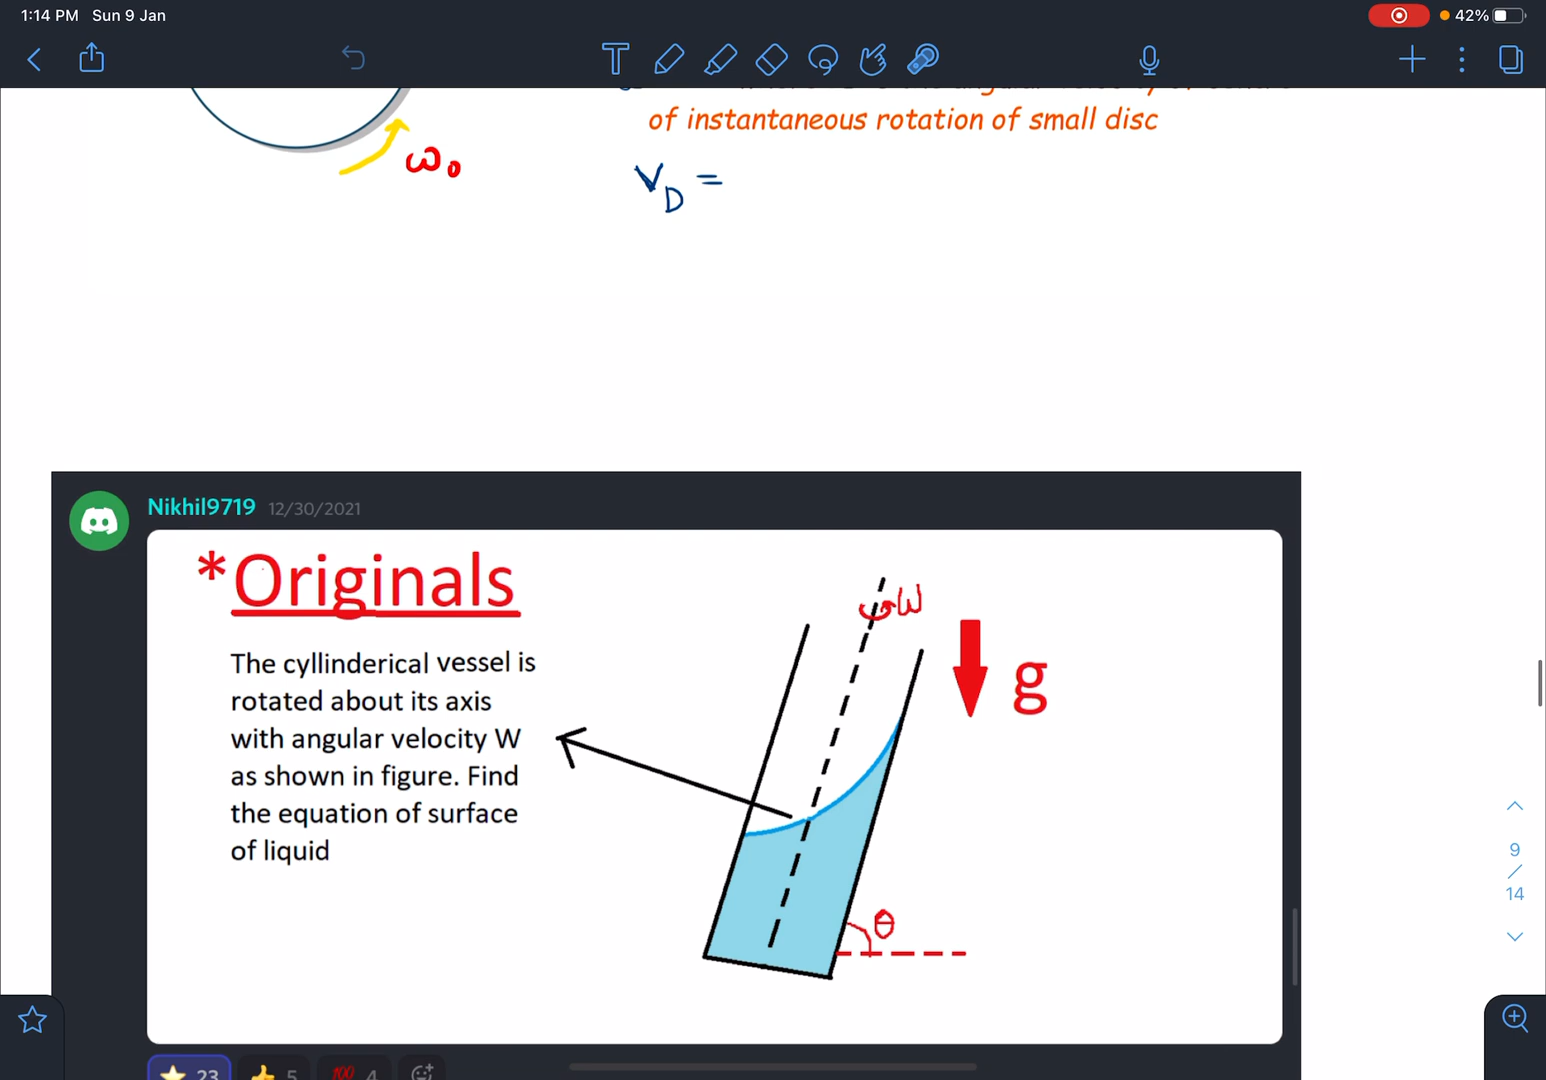 1:14 PM Sun 9 Jan
42%
T
of instantaneous rotation of small disc
ω₀
V_D =
Nikhil9719 12/30/2021
*Originals
The cyllinderical vessel is
rotated about its axis
with angular velocity W
as shown in figure. Find
the equation of surface
of liquid
W
g
θ
9
/
14
23 5 100 4